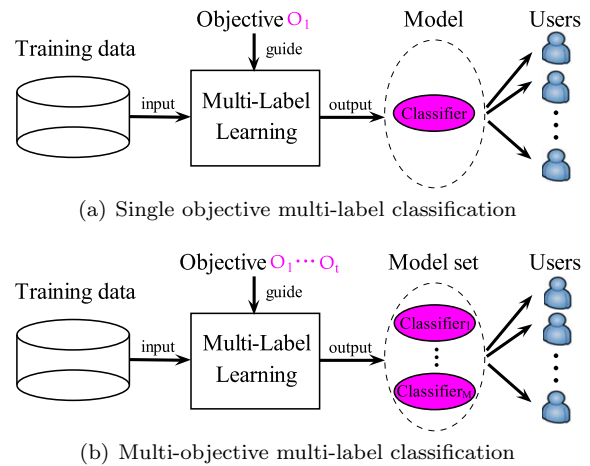 Objective O₁
Model
Users
Training data
guide
input
Multi-Label
Learning
output
Classifier
(a) Single objective multi-label classification
Objective O₁⋯Oₜ
Model set
Users
Training data
guide
input
Multi-Label
Learning
output
Classifier₁
Classifier_M
(b) Multi-objective multi-label classification